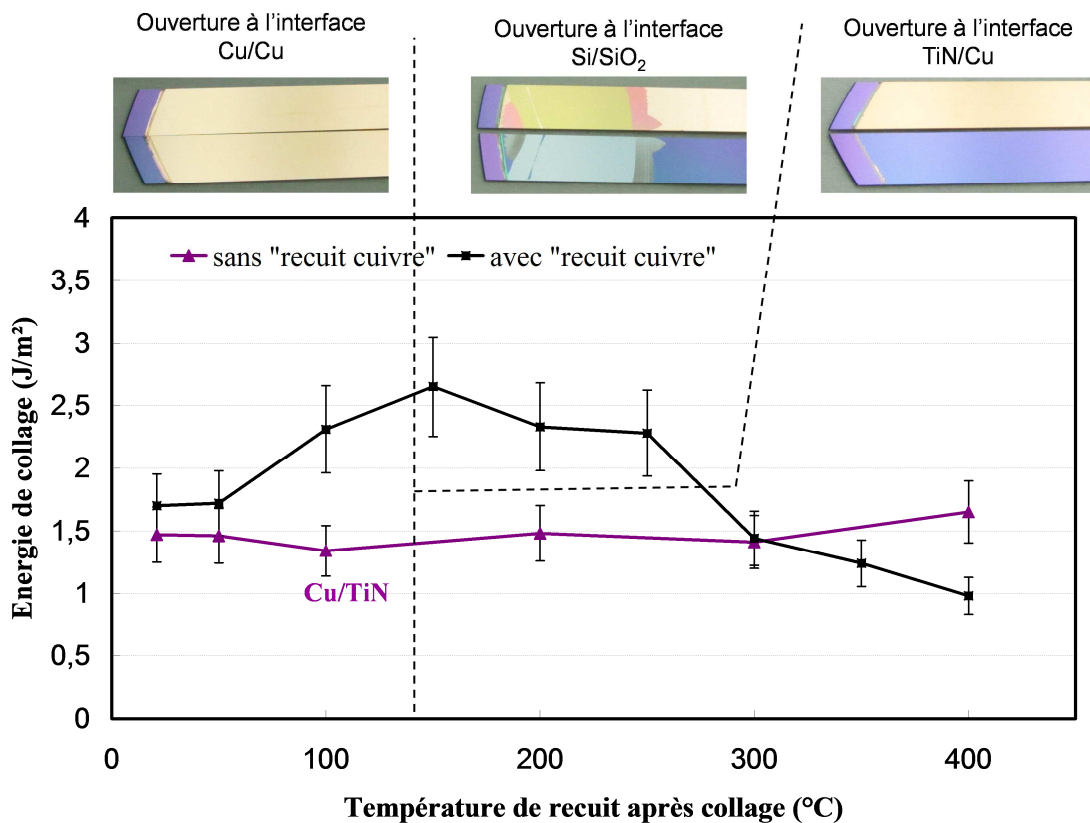 Ouverture à l'interface
Cu/Cu
Ouverture à l'interface
Si/SiO₂
Ouverture à l'interface
TiN/Cu
4
3,5
3
2,5
2
1,5
1
0,5
0
Energie de collage (J/m²)
sans "recuit cuivre"
avec "recuit cuivre"
Cu/TiN
0
100
200
300
400
Température de recuit après collage (°C)